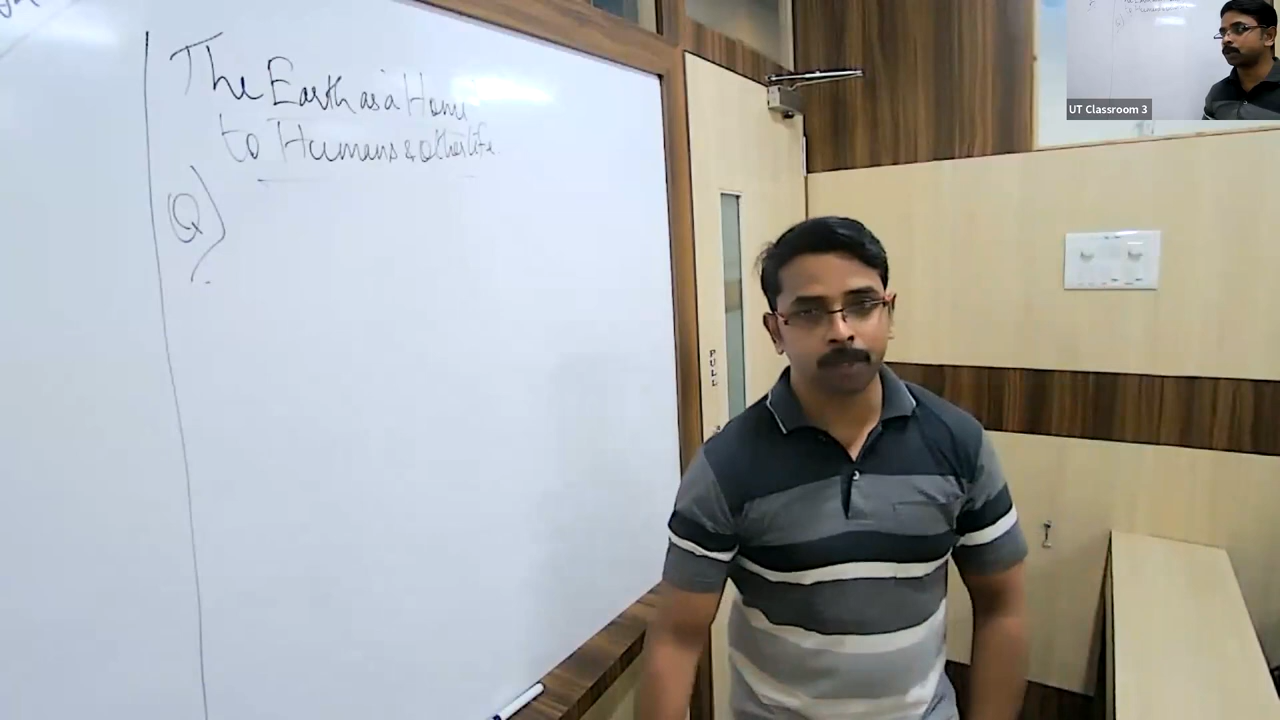 The Earth as a Home
to Humans & other life.
Q)
PULL
UT Classroom 3